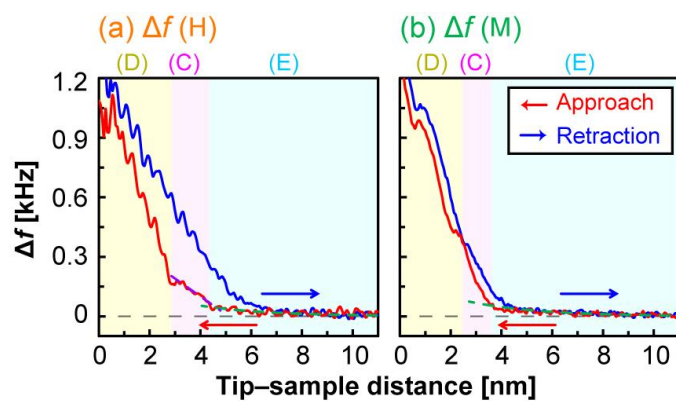 (a) Δf (H)
(b) Δf (M)
(D) (C) (E)
(D) (C) (E)
1.2
0.9
0.6
0.3
0
Δf [kHz]
← Approach
→ Retraction
0 2 4 6 8 10
0 2 4 6 8 10
Tip–sample distance [nm]